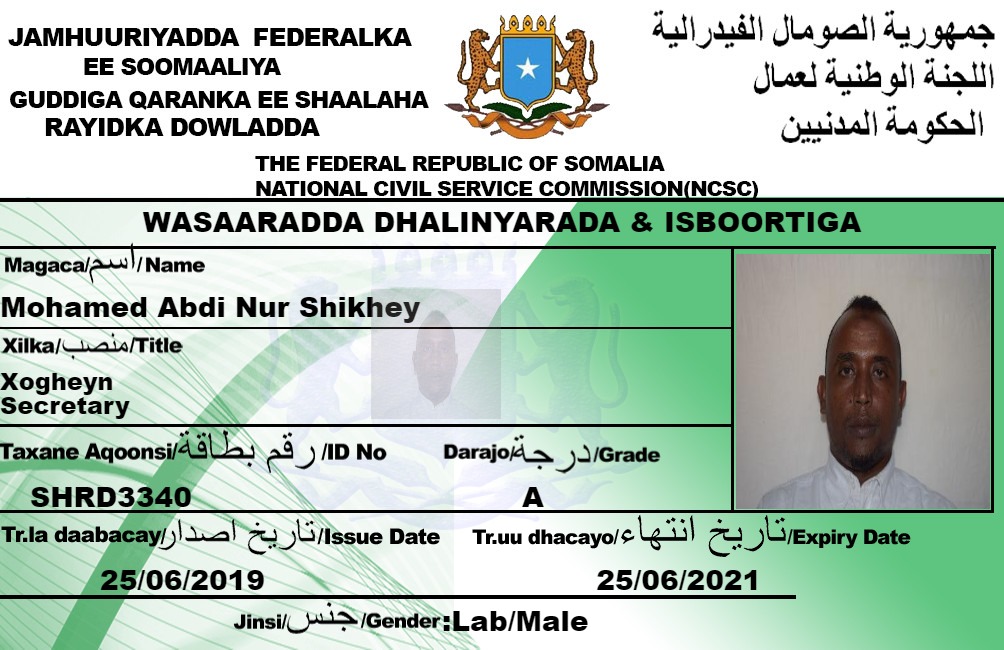 JAMHUURIYADDA FEDERALKA
EE SOOMAALIYA
GUDDIGA QARANKA EE SHAALAHA
RAYIDKA DOWLADDA
جمهورية الصومال الفيدرالية
اللجنة الوطنية لعمال
الحكومة المدنيين
THE FEDERAL REPUBLIC OF SOMALIA
NATIONAL CIVIL SERVICE COMMISSION(NCSC)
WASAARADDA DHALINYARADA & ISBOORTIGA
Magaca/اسم/Name
Mohamed Abdi Nur Shikhey
Xilka/منصب/Title
Xogheyn
Secretary
Taxane Aqoonsi/رقم بطاقة/ID No
Darajo/درجة/Grade
SHRD3340
A
Tr.la daabacay/تاريخ اصدار/Issue Date
Tr.uu dhacayo/تاريخ انتهاء/Expiry Date
25/06/2019
25/06/2021
Jinsi/جنس/Gender:Lab/Male